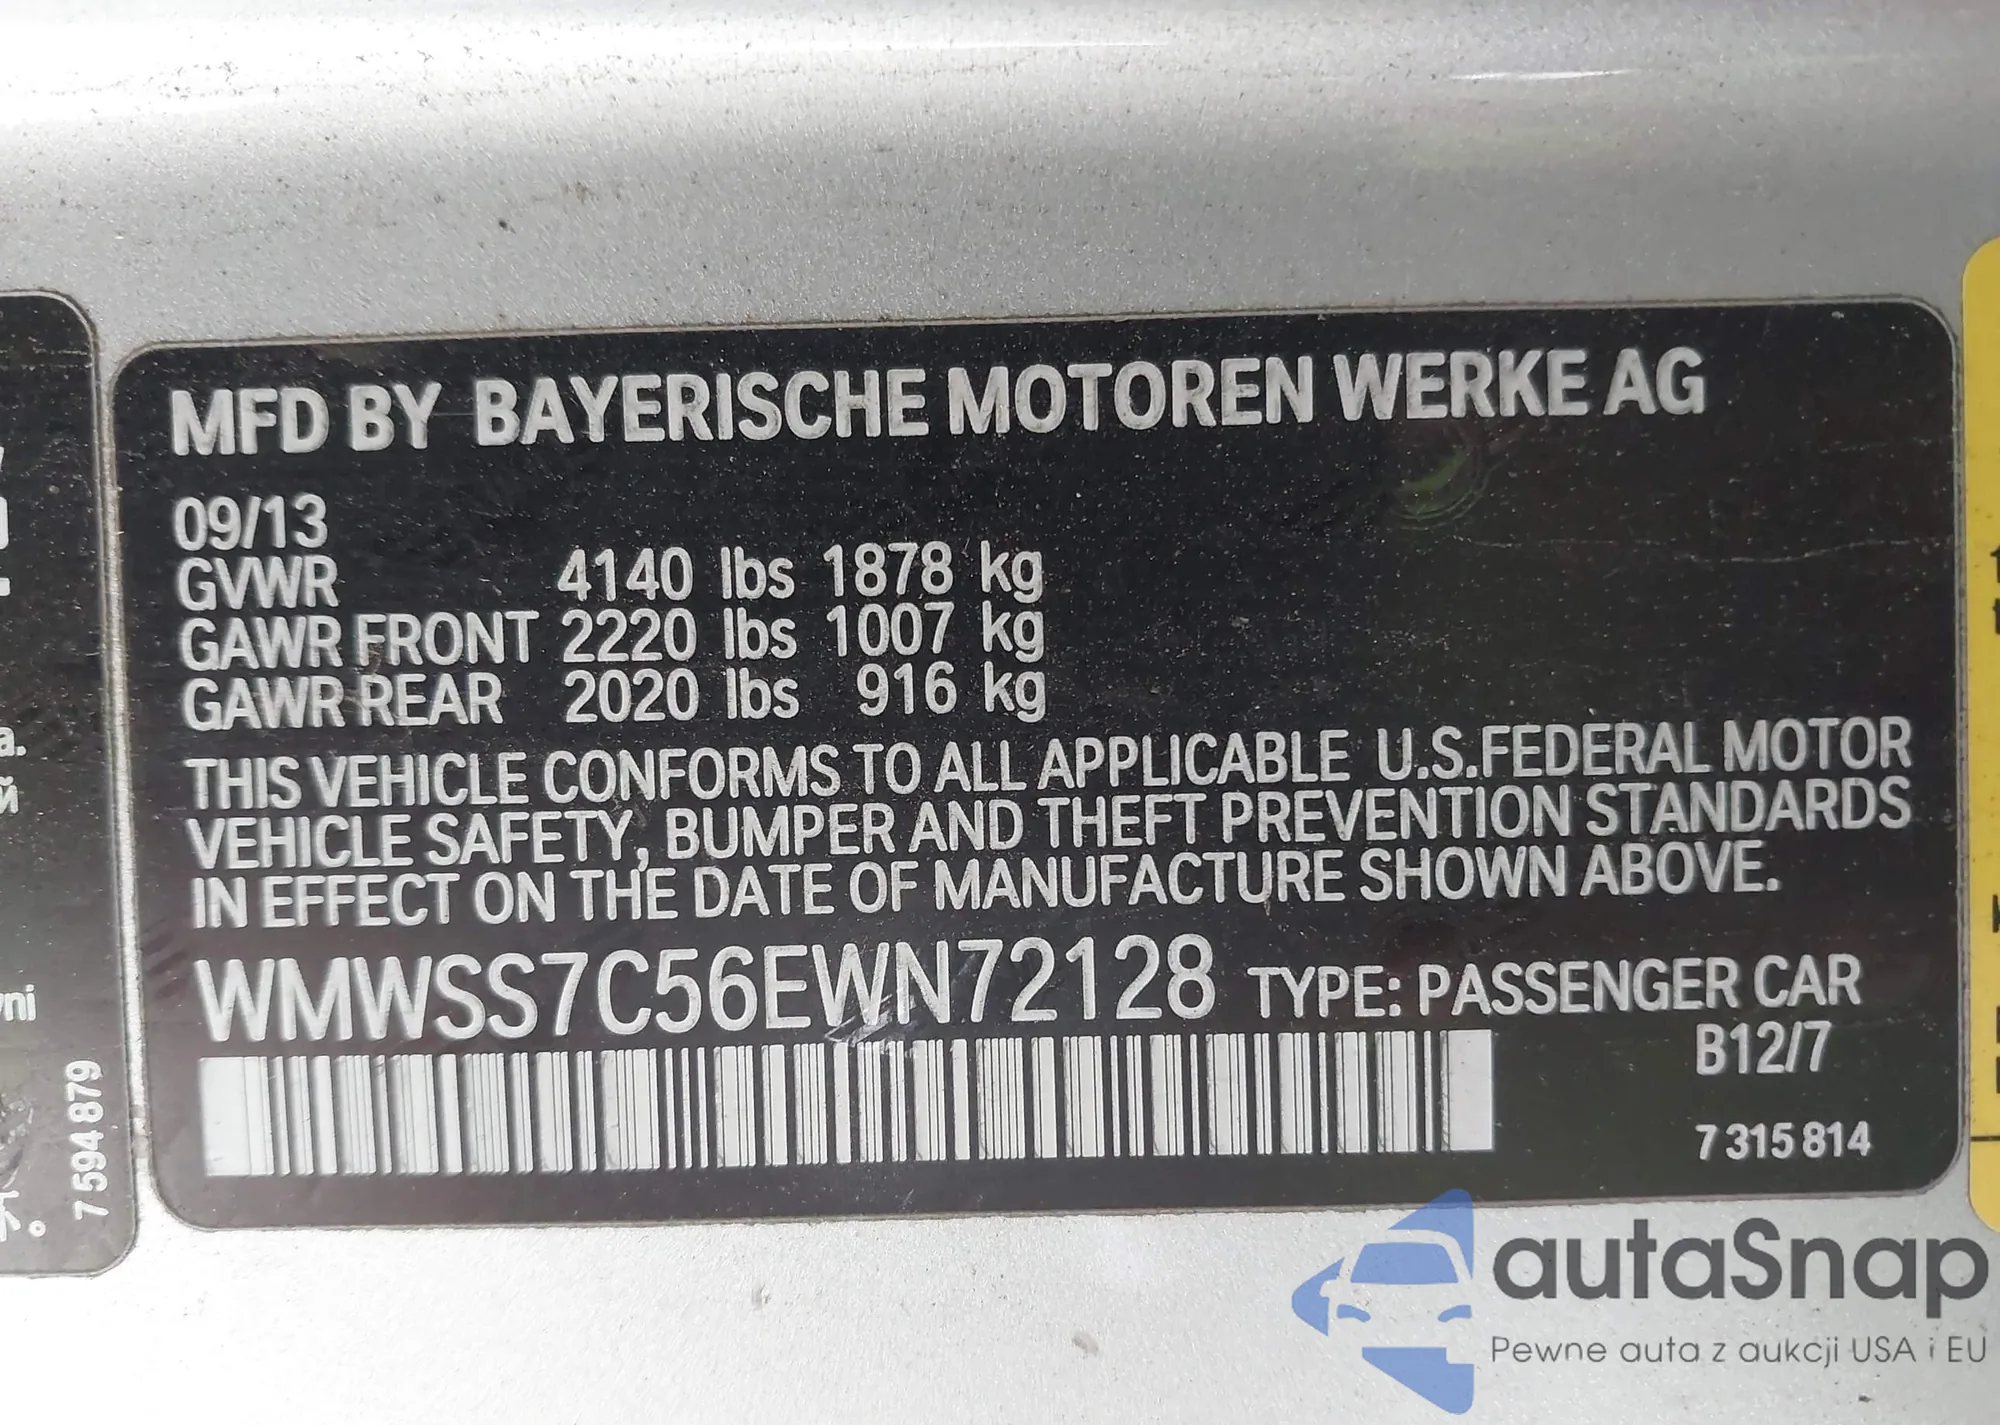 MFD BY BAYERISCHE MOTOREN WERKE AG
09/13
GVWR 4140 lbs 1878 kg
GAWR FRONT 2220 lbs 1007 kg
GAWR REAR 2020 lbs 916 kg
THIS VEHICLE CONFORMS TO ALL APPLICABLE U.S.FEDERAL MOTOR
VEHICLE SAFETY, BUMPER AND THEFT PREVENTION STANDARDS
IN EFFECT ON THE DATE OF MANUFACTURE SHOWN ABOVE.
WMWSS7C56EWN72128 TYPE: PASSENGER CAR
B12/7
7 315 814
7 594 879
autaSnap
Pewne auta z aukcji USA i EU